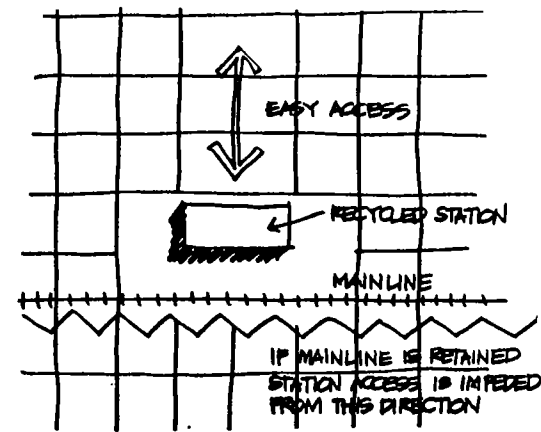 EASY ACCESS
RECYCLED STATION
MAINLINE
IF MAINLINE IS RETAINED
STATION ACCESS IS IMPEDED
FROM THIS DIRECTION